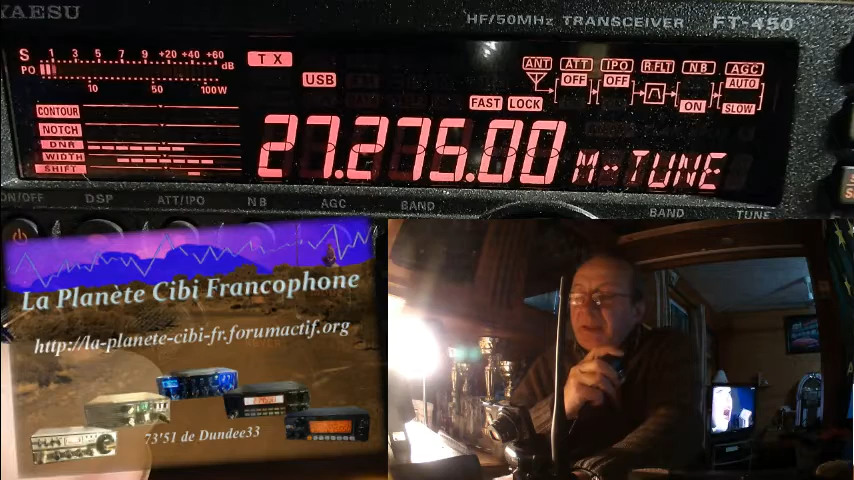 YAESU
HF/50MHz TRANSCEIVER FT-450
S 1 3 5 7 9 +20 +40 +60 dB
PO 10 50 100W
TX
USB
ANT ATT IPO R.FLT NB AGC
OFF OFF ON AUTO
SLOW
FAST LOCK
CONTOUR
NOTCH
DNR
WIDTH
SHIFT
27.275.00 M-TUNE
ON/OFF DSP ATT/IPO NB AGC BAND BAND TUNE
La Planète Cibi Francophone
http://la-planete-cibi-fr.forumactif.org
73'51 de Dundee33